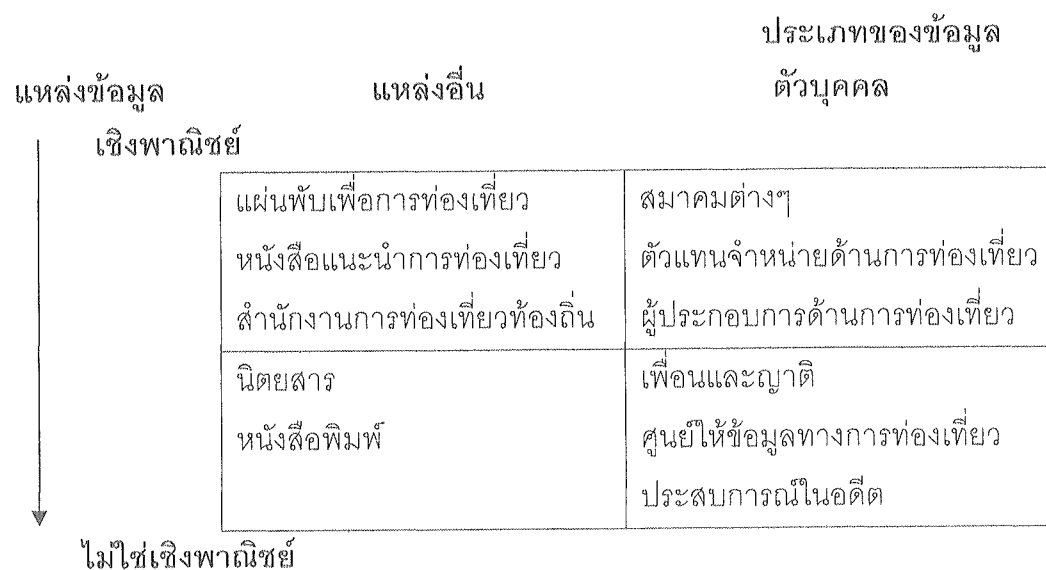 ประเภทของข้อมูล
แหล่งข้อมูล แหล่งอื่น ตัวบุคคล
เชิงพาณิชย์
แผ่นพับเพื่อการท่องเที่ยว สมาคมต่างๆ
หนังสือแนะนำการท่องเที่ยว ตัวแทนจำหน่ายด้านการท่องเที่ยว
สำนักงานการท่องเที่ยวท้องถิ่น ผู้ประกอบการด้านการท่องเที่ยว
นิตยสาร เพื่อนและญาติ
หนังสือพิมพ์ ศูนย์ให้ข้อมูลทางการท่องเที่ยว
ประสบการณ์ในอดีต
ไม่ใช่เชิงพาณิชย์